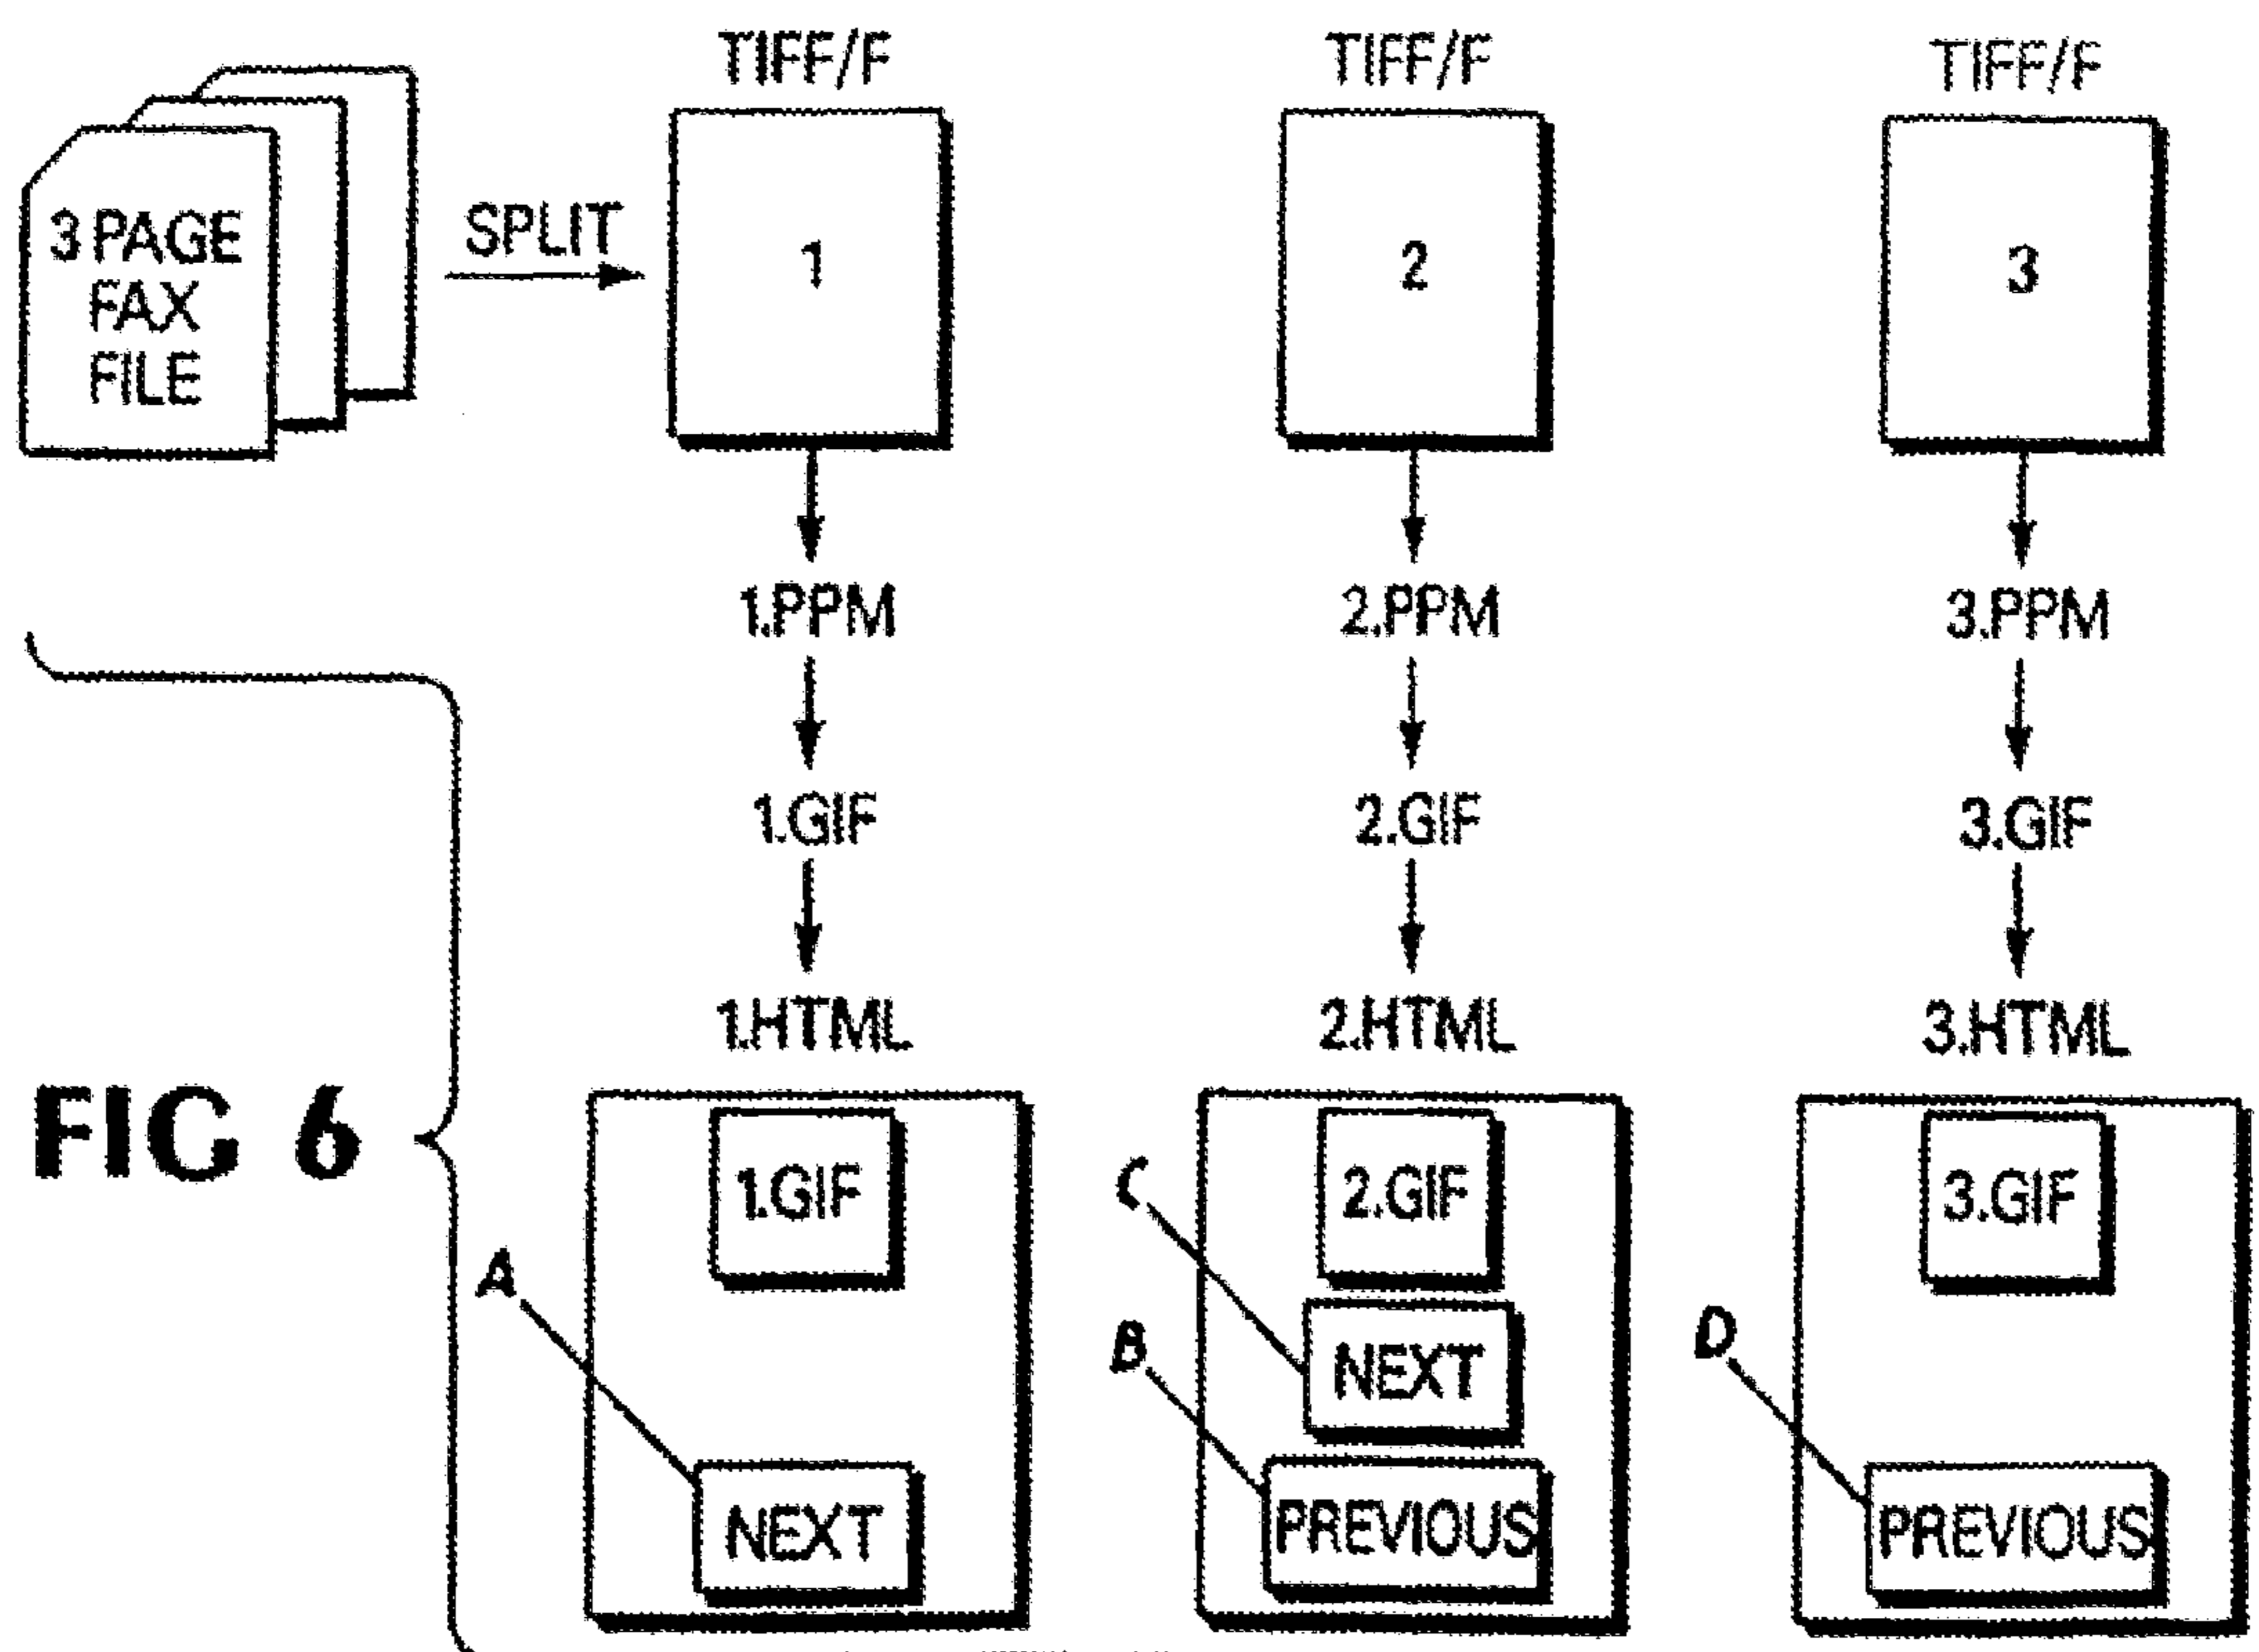 TIFF/F TIFF/F TIFF/F
3 PAGE
FAX
FILE
SPLIT
1 2 3
1.PPM 2.PPM 3.PPM
1.GIF 2.GIF 3.GIF
1.HTML 2.HTML 3.HTML
FIG 6
1.GIF
A
NEXT
2.GIF
C
NEXT
B
PREVIOUS
3.GIF
D
PREVIOUS